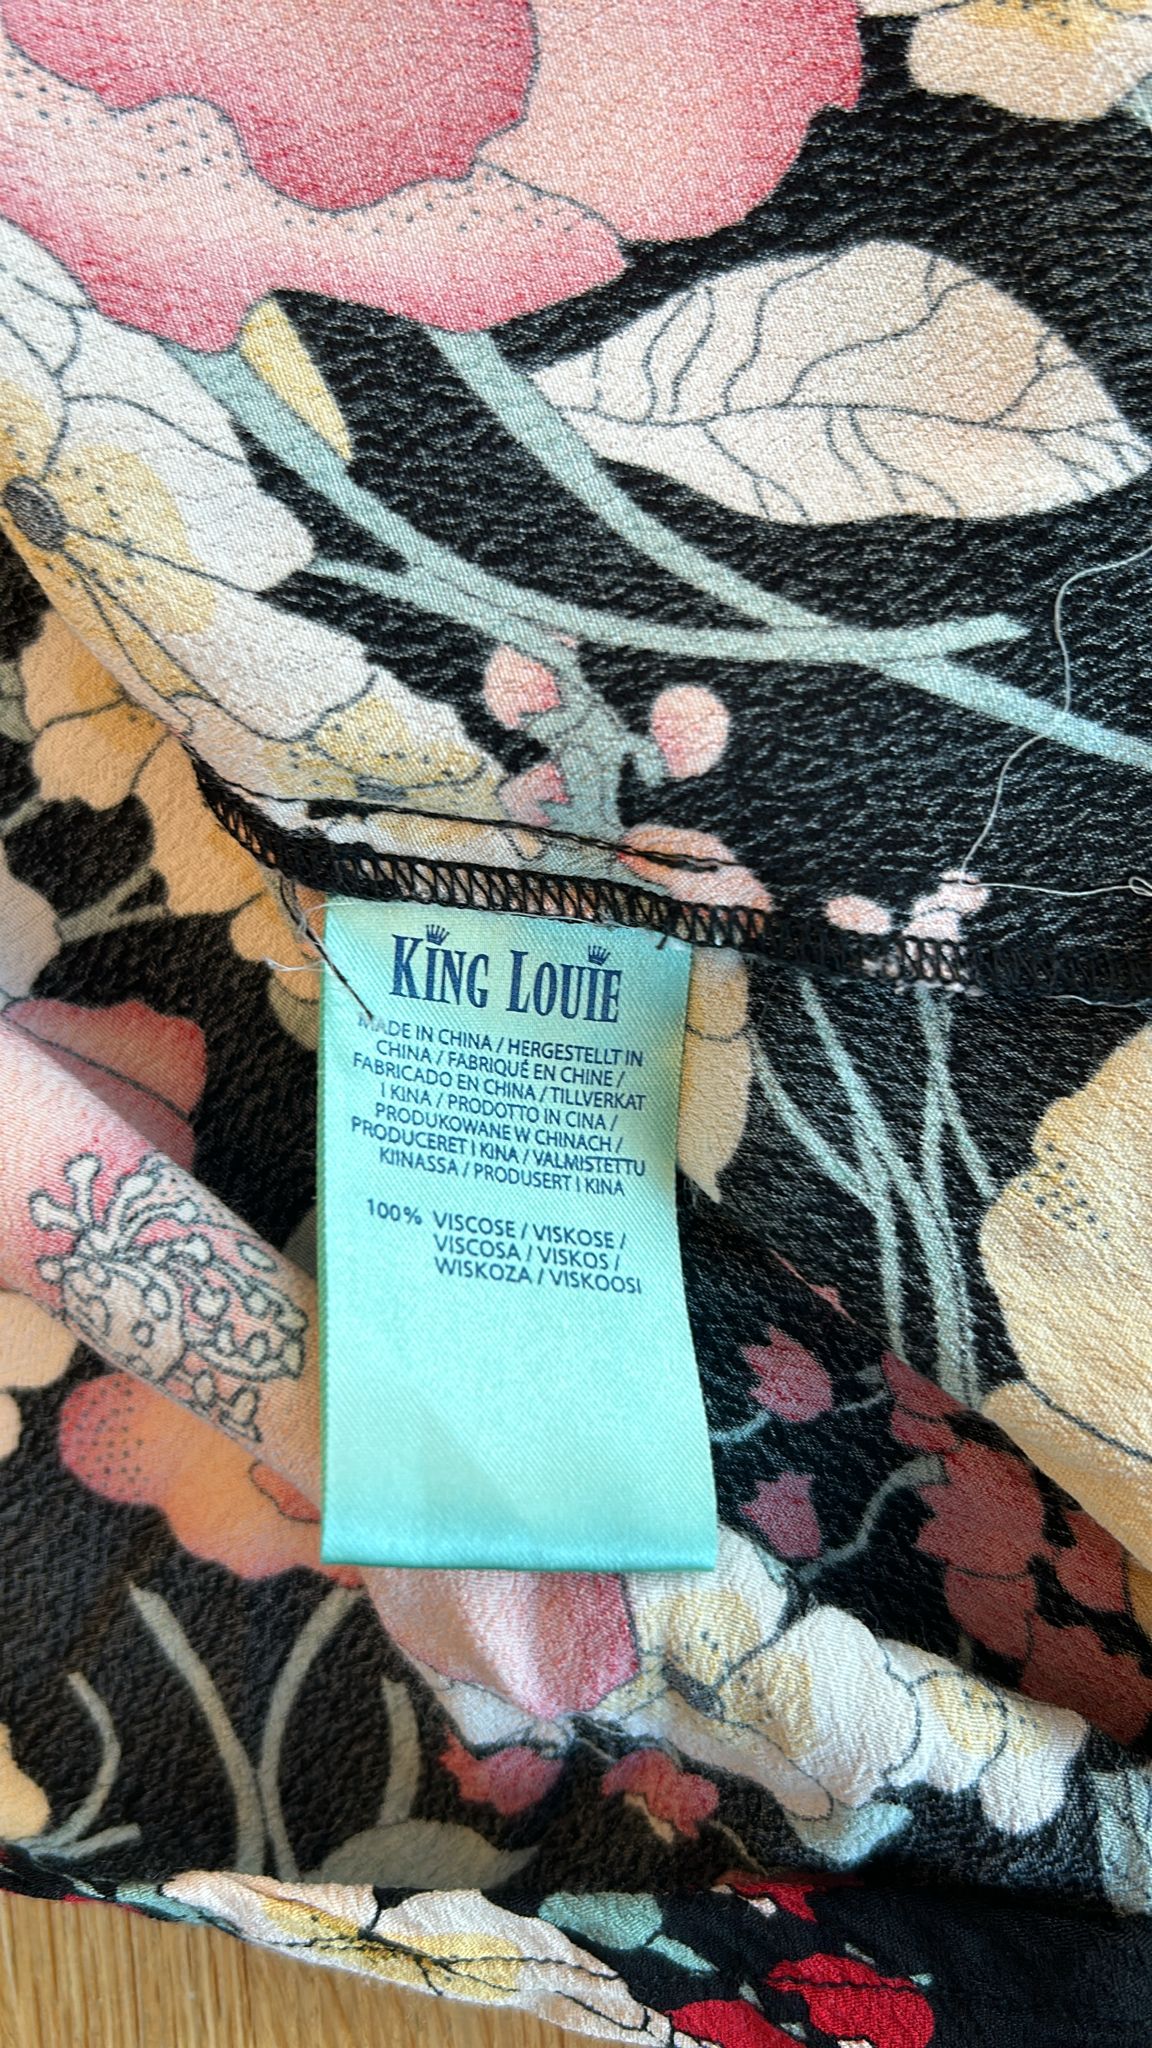 KING LOUIE
MADE IN CHINA / HERGESTELLT IN
CHINA / FABRIQUÉ EN CHINE /
FABRICADO EN CHINA / TILLVERKAT
I KINA / PRODOTTO IN CINA /
PRODUKOWANE W CHINACH /
PRODUCERET I KINA / VALMISTETTU
KIINASSA / PRODUSERT I KINA
100% VISCOSE / VISKOSE /
VISCOSA / VISKOS /
WISKOZA / VISKOOSI